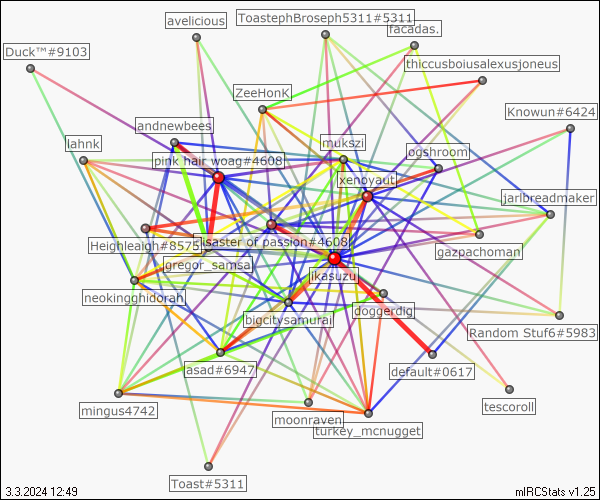 avelicious
ToastephBroseph5311#5311
facadas.
Duck™#9103
thiccusboiusalexusjoneus
ZeeHonK
Knowun#6424
andnewbees
mukszi
lahnk
pink hair woag#4608
ogshroom
xenoyaut
jarlbreadmaker
Heighleaigh#8575
disaster of passion#4608
gazpachoman
gregor_samsa
ikasuzu
neokingghidorah
doggerdig
bigcitysamurai
Random Stuf6#5983
asad#6947
default#0617
mingus4742
tescoroll
moonraven
turkey_mcnugget
Toast#5311
3.3.2024 12:49
mIRCStats v1.25